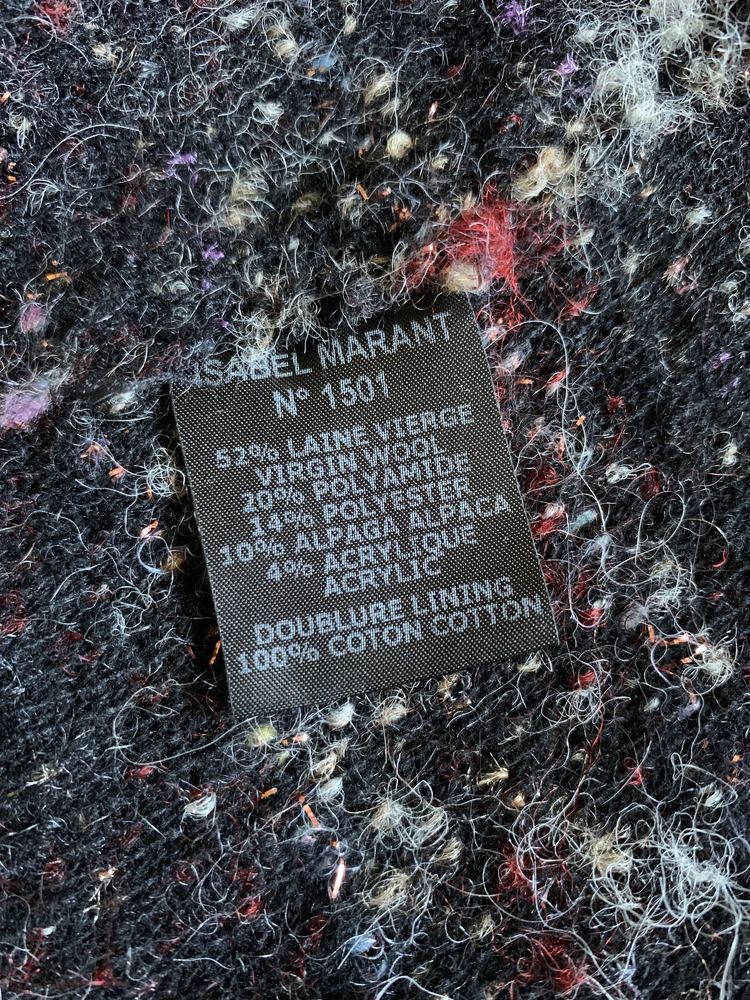 ISABEL MARANT
N° 1501
52% LAINE VIERGE
VIRGIN WOOL
20% POLYAMIDE
14% POLYESTER
10% ALPAGA ALPACA
4% ACRYLIQUE
ACRYLIC
DOUBLURE LINING
100% COTON COTTON